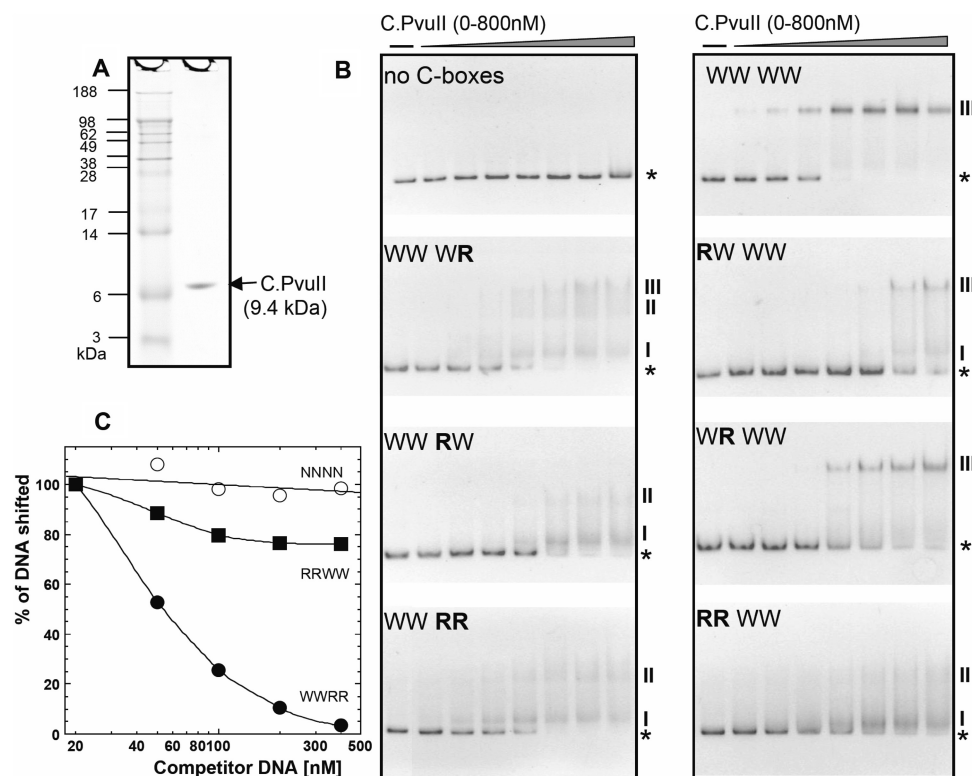 A
188
98
62
49
38
28
17
14
6
3
kDa
C.PvuII
(9.4 kDa)
B
C.PvuII (0-800nM)
no C-boxes
*
WW WR
III
II
I
*
WW RW
II
I
*
WW RR
II
I
*
C.PvuII (0-800nM)
WW WW
*
RW WW
I
*
WR WW
*
RR WW
II
I
*
C
% of DNA shifted
100
80
60
40
20
0
NNNN
RRWW
WWRR
20
40
60
80
100
300
500
Competitor DNA [nM]